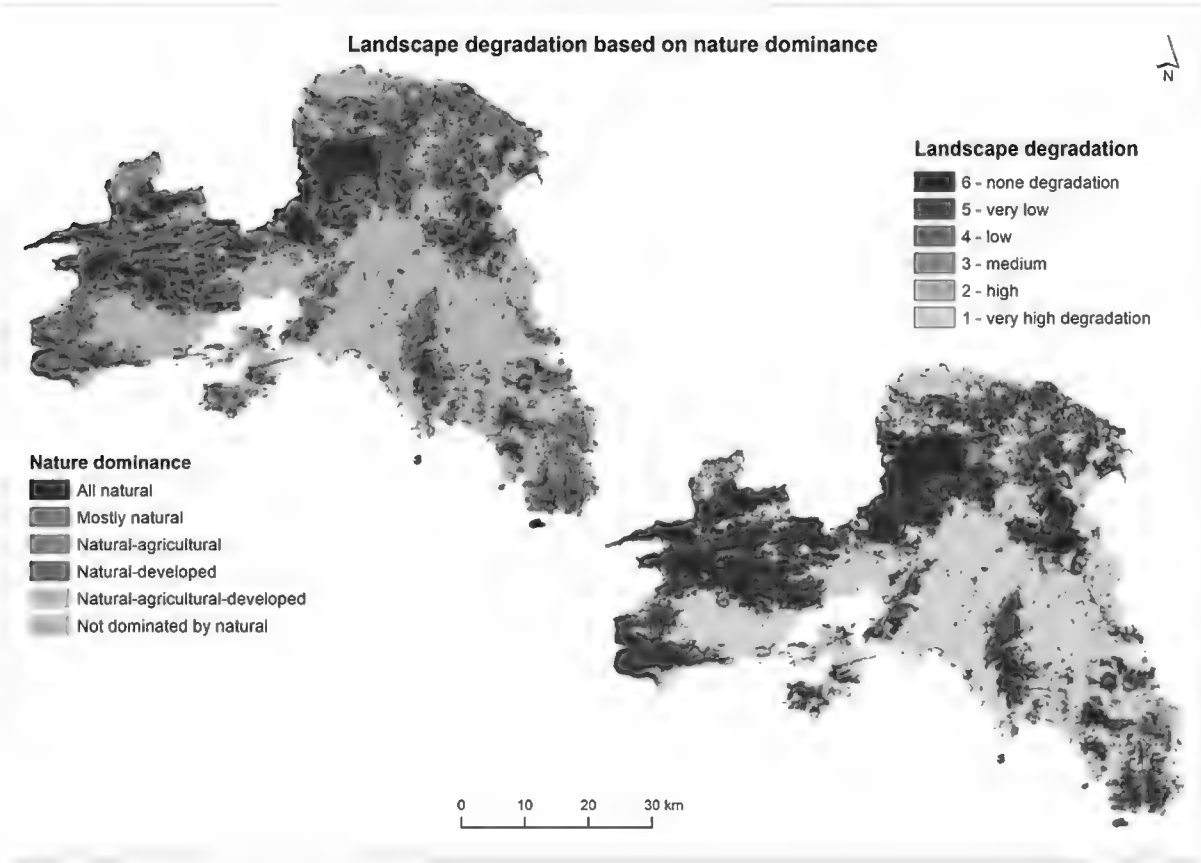 Landscape degradation based on nature dominance
N
Landscape degradation
6 - none degradation
5 - very low
4 - low
3 - medium
2 - high
1 - very high degradation
Nature dominance
All natural
Mostly natural
Natural-agricultural
Natural-developed
Natural-agricultural-developed
Not dominated by natural
0 10 20 30 km